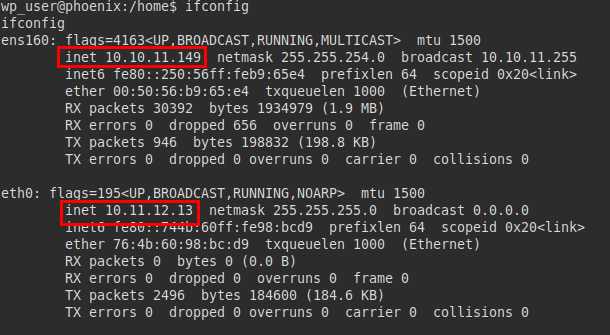 wp_user@phoenix:/home$ ifconfig
ifconfig
ens160: flags=4163<UP,BROADCAST,RUNNING,MULTICAST>  mtu 1500
        inet 10.10.11.149  netmask 255.255.254.0  broadcast 10.10.11.255
        inet6 fe80::250:56ff:feb9:65e4  prefixlen 64  scopeid 0x20<link>
        ether 00:50:56:b9:65:e4  txqueuelen 1000  (Ethernet)
        RX packets 30392  bytes 1934979 (1.9 MB)
        RX errors 0  dropped 656  overruns 0  frame 0
        TX packets 946  bytes 198832 (198.8 KB)
        TX errors 0  dropped 0 overruns 0  carrier 0  collisions 0

eth0: flags=195<UP,BROADCAST,RUNNING,NOARP>  mtu 1500
        inet 10.11.12.13  netmask 255.255.255.0  broadcast 0.0.0.0
        inet6 fe80::744b:60ff:fe98:bcd9  prefixlen 64  scopeid 0x20<link>
        ether 76:4b:60:98:bc:d9  txqueuelen 1000  (Ethernet)
        RX packets 0  bytes 0 (0.0 B)
        RX errors 0  dropped 0  overruns 0  frame 0
        TX packets 2496  bytes 184600 (184.6 KB)
        TX errors 0  dropped 0 overruns 0  carrier 0  collisions 0